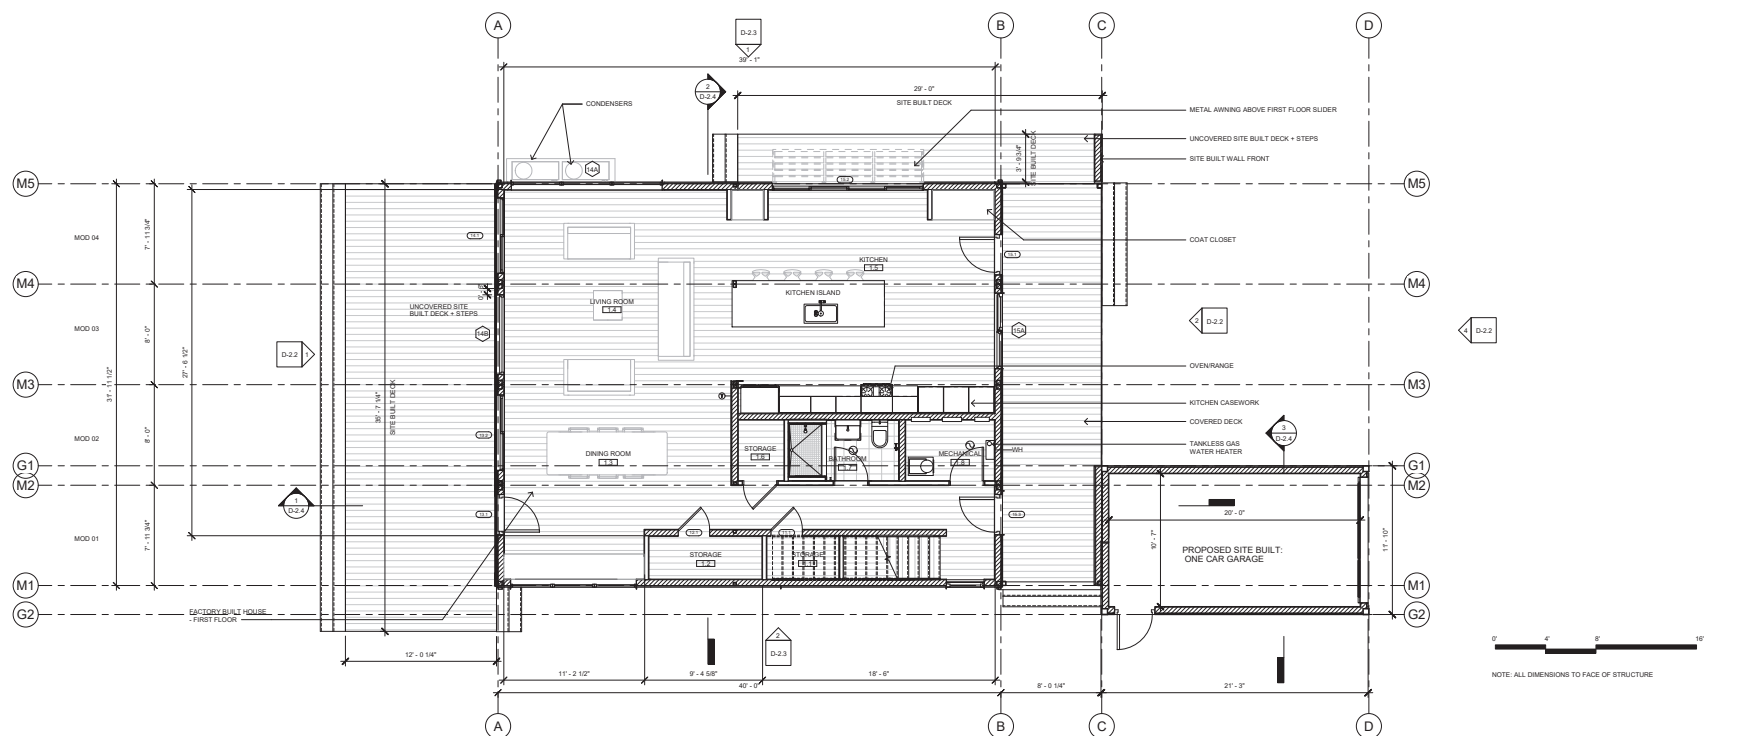 A
B
C
D
D-2.3
1
39' - 1"
2
D-2.4
29' - 0"
SITE BUILT DECK
CONDENSERS
METAL AWNING ABOVE FIRST FLOOR SLIDER
UNCOVERED SITE BUILT DECK + STEPS
SITE BUILT WALL FRONT
3' - 9 3/4"
SITE BUILT DECK
14A
M5
M5
15.2
MOD 04
7' - 11 3/4"
14.1
COAT CLOSET
15.1
KITCHEN
1.5
M4
M4
KITCHEN ISLAND
LIVING ROOM
1.4
UNCOVERED SITE
BUILT DECK + STEPS
MOD 03
8' - 0"
14B
15A
2
D-2.2
4
D-2.2
D-2.2
1
27' - 6 1/2"
31' - 11 1/2"
36' - 7 1/4"
SITE BUILT DECK
OVEN/RANGE
M3
M3
KITCHEN CASEWORK
COVERED DECK
3
D-2.4
MOD 02
8' - 0"
TANKLESS GAS
WATER HEATER
WH
DINING ROOM
1.3
STORAGE
1.6
BATHROOM
1.7
MECHANICAL
1.8
G1
G1
M2
M2
1
D-2.4
20' - 0"
MOD 01
7' - 11 3/4"
10' - 7"
11' - 10"
PROPOSED SITE BUILT:
ONE CAR GARAGE
STORAGE
1.2
STORAGE
1.1
M1
M1
G2
G2
FACTORY BUILT HOUSE
- FIRST FLOOR
2
D-2.3
12' - 0 1/4"
11' - 2 1/2"
9' - 4 5/8"
18' - 6"
40' - 0"
8' - 0 1/4"
21' - 3"
0'
4'
8'
16'
NOTE: ALL DIMENSIONS TO FACE OF STRUCTURE
A
B
C
D